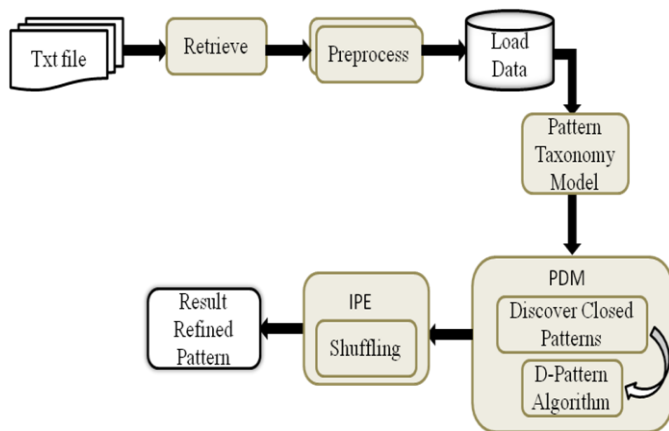 Txt file
Retrieve
Preprocess
Load
Data
Pattern
Taxonomy
Model
PDM
Discover Closed
Patterns
D-Pattern
Algorithm
IPE
Shuffling
Result
Refined
Pattern